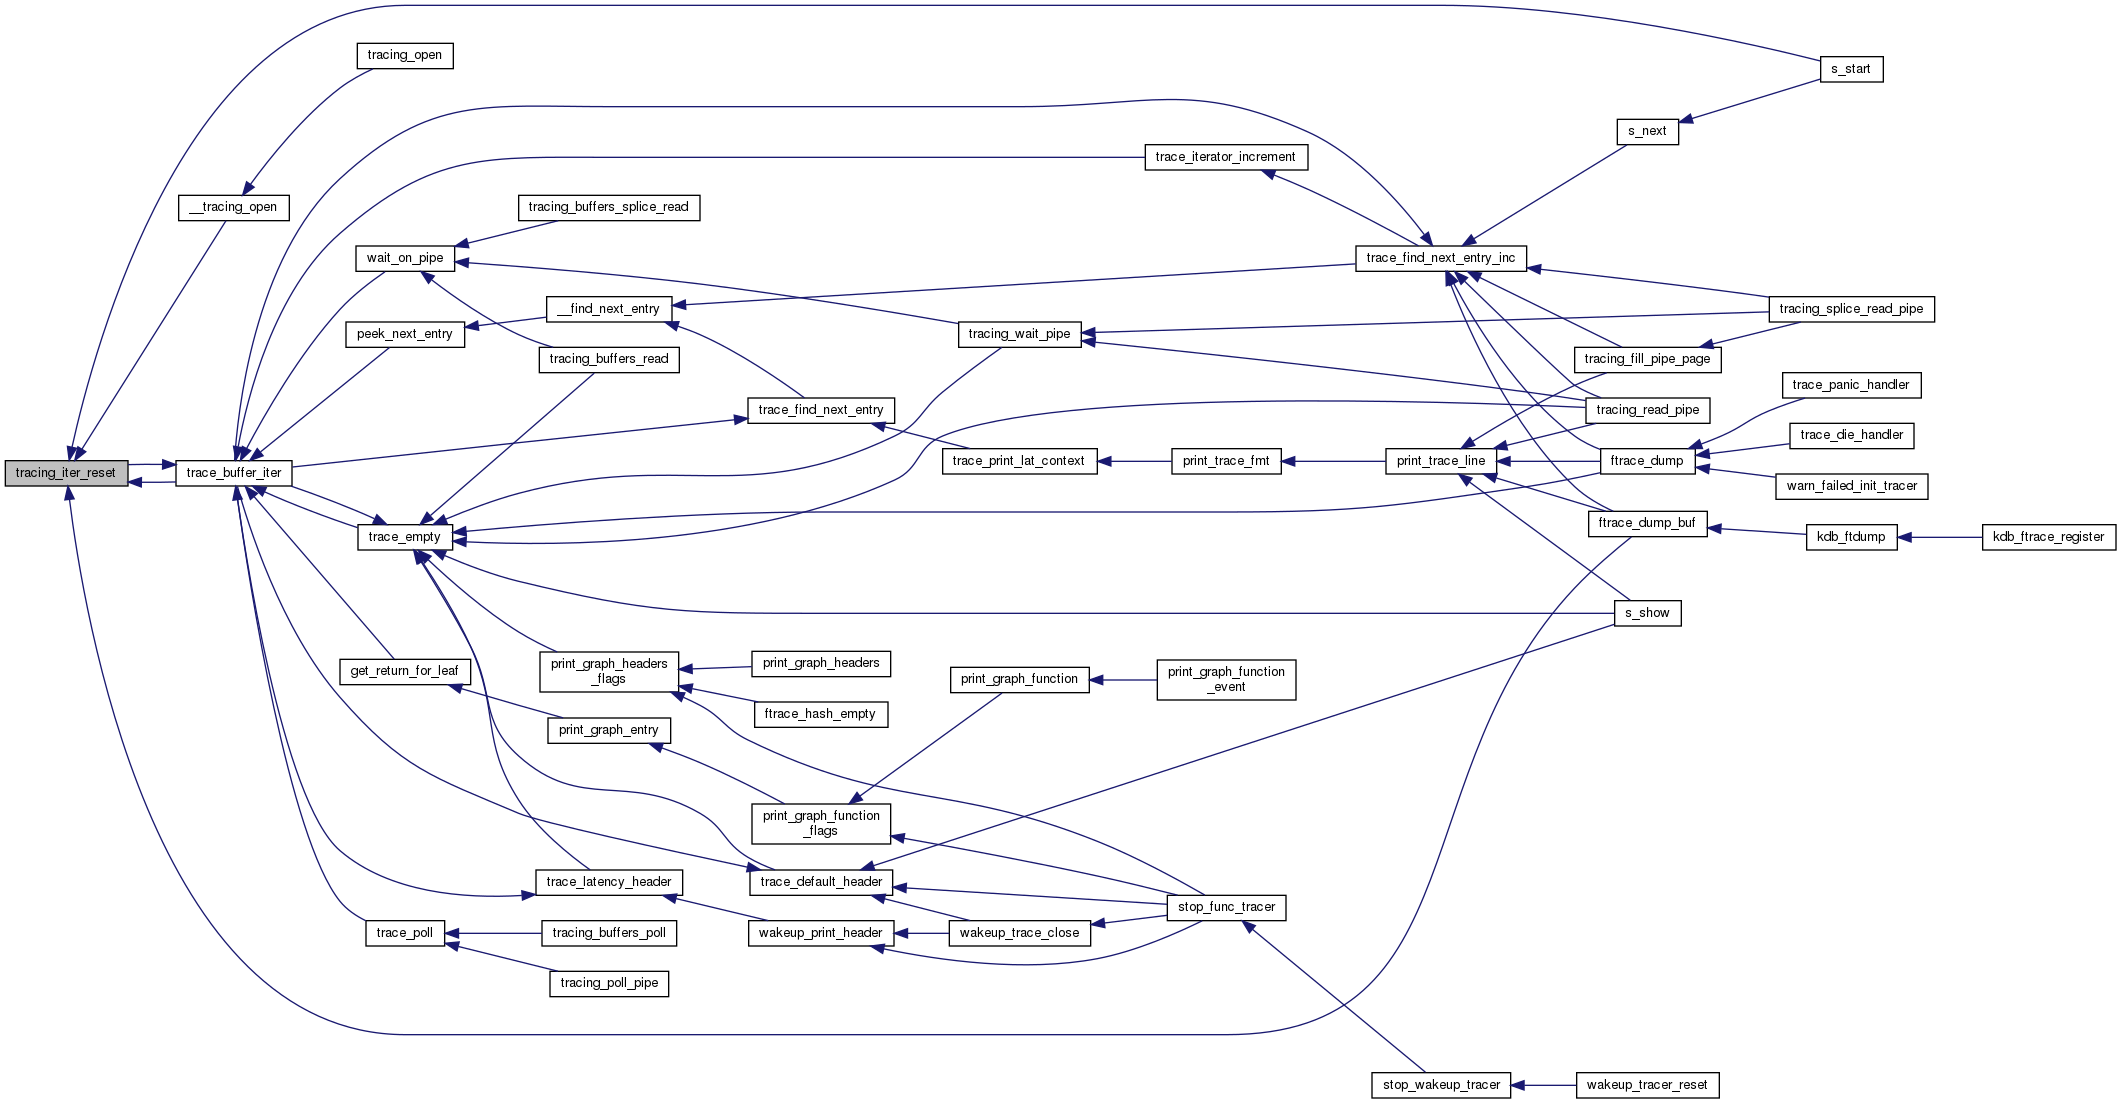 tracing_open
s_start
s_next
trace_iterator_increment
__tracing_open
tracing_buffers_splice_read
wait_on_pipe
trace_find_next_entry_inc
__find_next_entry
tracing_splice_read_pipe
peek_next_entry
tracing_wait_pipe
tracing_buffers_read
tracing_fill_pipe_page
trace_panic_handler
trace_find_next_entry
tracing_read_pipe
trace_die_handler
tracing_iter_reset
trace_buffer_iter
trace_print_lat_context
print_trace_fmt
print_trace_line
ftrace_dump
warn_failed_init_tracer
ftrace_dump_buf
trace_empty
kdb_ftdump
kdb_ftrace_register
s_show
get_return_for_leaf
print_graph_headers
_flags
print_graph_headers
print_graph_function
print_graph_function
_event
ftrace_hash_empty
print_graph_entry
print_graph_function
_flags
trace_latency_header
trace_default_header
stop_func_tracer
trace_poll
tracing_buffers_poll
wakeup_print_header
wakeup_trace_close
tracing_poll_pipe
stop_wakeup_tracer
wakeup_tracer_reset